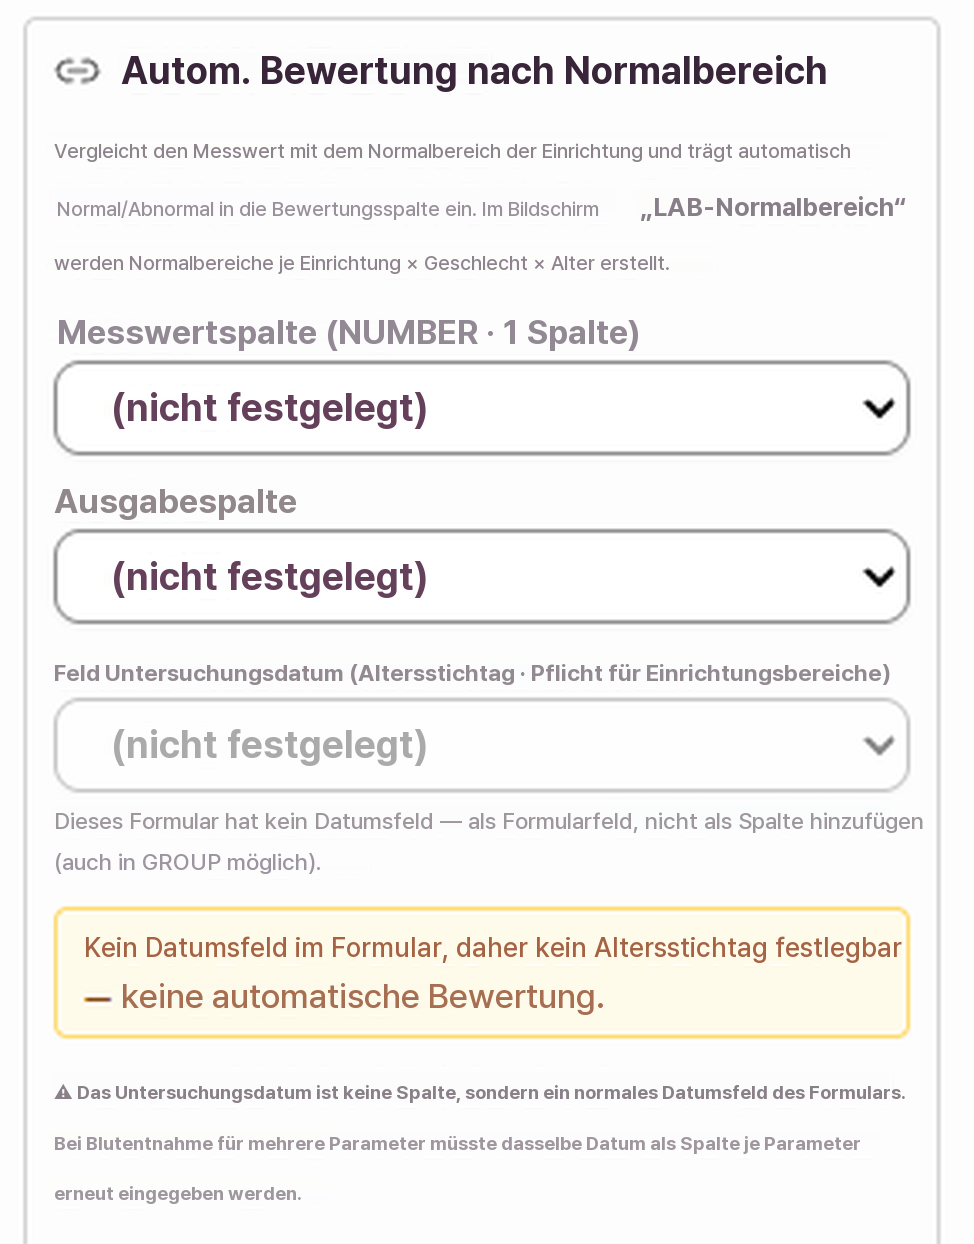 Autom. Bewertung nach Normalbereich
Vergleicht den Messwert mit dem Normalbereich der Einrichtung und trägt automatisch
Normal/Abnormal in die Bewertungsspalte ein. Im Bildschirm „LAB-Normalbereich“
werden Normalbereiche je Einrichtung × Geschlecht × Alter erstellt.
Messwertspalte (NUMBER · 1 Spalte)
(nicht festgelegt)
Ausgabespalte
(nicht festgelegt)
Feld Untersuchungsdatum (Altersstichtag · Pflicht für Einrichtungsbereiche)
(nicht festgelegt)
Dieses Formular hat kein Datumsfeld — als Formularfeld, nicht als Spalte hinzufügen
(auch in GROUP möglich).
Kein Datumsfeld im Formular, daher kein Altersstichtag festlegbar
— keine automatische Bewertung.
⚠ Das Untersuchungsdatum ist keine Spalte, sondern ein normales Datumsfeld des Formulars.
Bei Blutentnahme für mehrere Parameter müsste dasselbe Datum als Spalte je Parameter
erneut eingegeben werden.